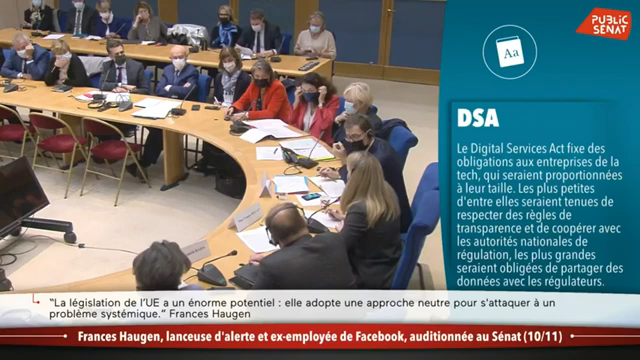 PUBLIC
SÉNAT
Aa
DSA
Le Digital Services Act fixe des
obligations aux entreprises de la
tech, qui seraient proportionnées
à leur taille. Les plus petites
d'entre elles seraient tenues de
respecter des règles de
transparence et de coopérer avec
les autorités nationales de
régulation, les plus grandes
seraient obligées de partager des
données avec les régulateurs.
"La législation de l'UE a un énorme potentiel : elle adopte une approche neutre pour s'attaquer à un
problème systémique." Frances Haugen
Frances Haugen, lanceuse d'alerte et ex-employée de Facebook, auditionnée au Sénat (10/11)